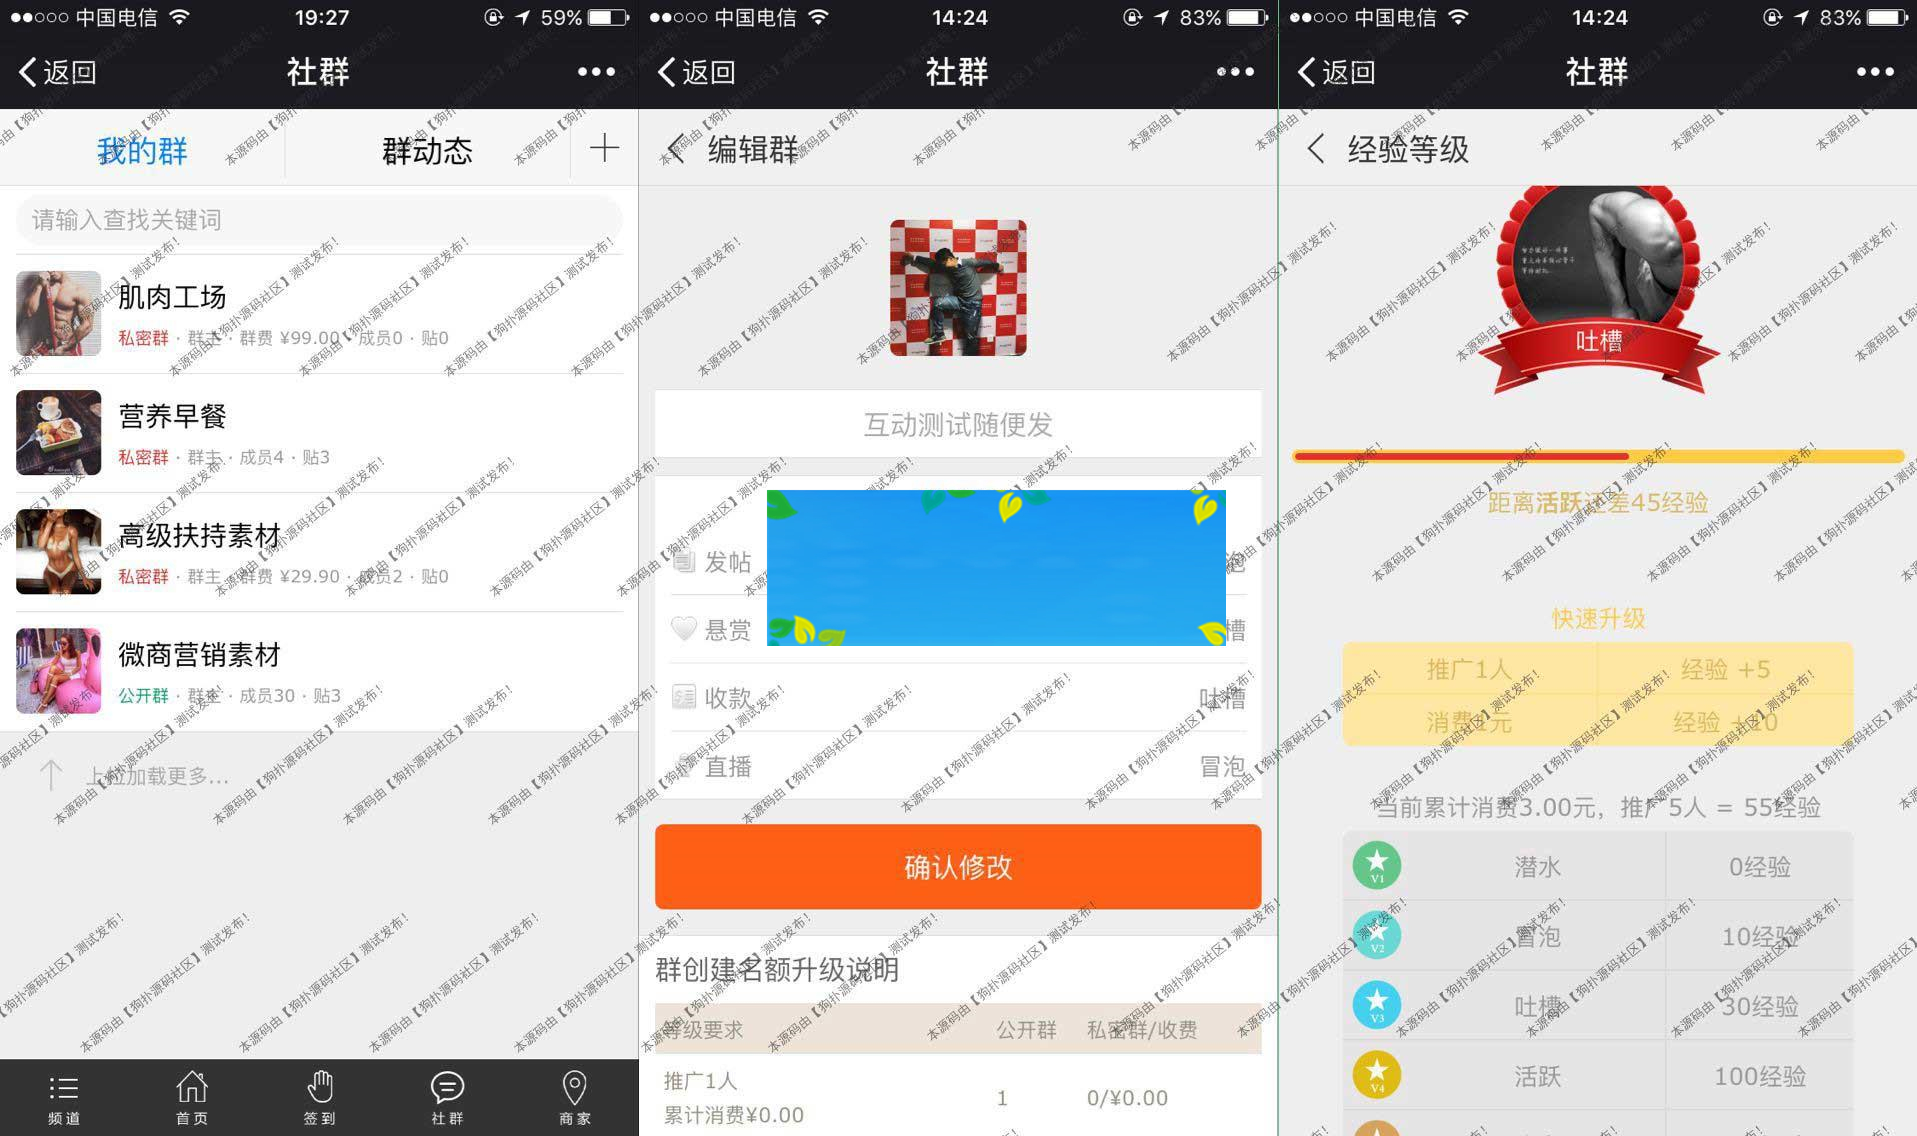 中国电信 19:27 59%
返回 社群
我的群 群动态
请输入查找关键词
肌肉工场
私密群 · 群主 · 群费 ¥99.00 · 成员0 · 贴0
营养早餐
私密群 · 群主 · 成员4 · 贴3
高级扶持素材
私密群 · 群主 · 群费 ¥29.90 · 成员2 · 贴0
微商营销素材
公开群 · 群主 · 成员30 · 贴3
上拉加载更多...
频道 首页 签到 社群 商家
中国电信 14:24 83%
返回 社群
编辑群
互动测试随便发
发帖 泡
悬赏 槽
收款 吐槽
直播 冒泡
确认修改
群创建名额升级说明
等级要求 公开群 私密群/收费
推广1人
累计消费¥0.00
1 0/¥0.00
中国电信 14:24 83%
返回 社群
经验等级
吐槽
距离活跃还差45经验
快速升级
推广1人 经验 +5
消费1元 经验 +10
当前累计消费3.00元，推广5人 = 55经验
V1 潜水 0经验
V2 冒泡 10经验
V3 吐槽 30经验
V4 活跃 100经验
本源码由【狗扑源码社区】测试发布！